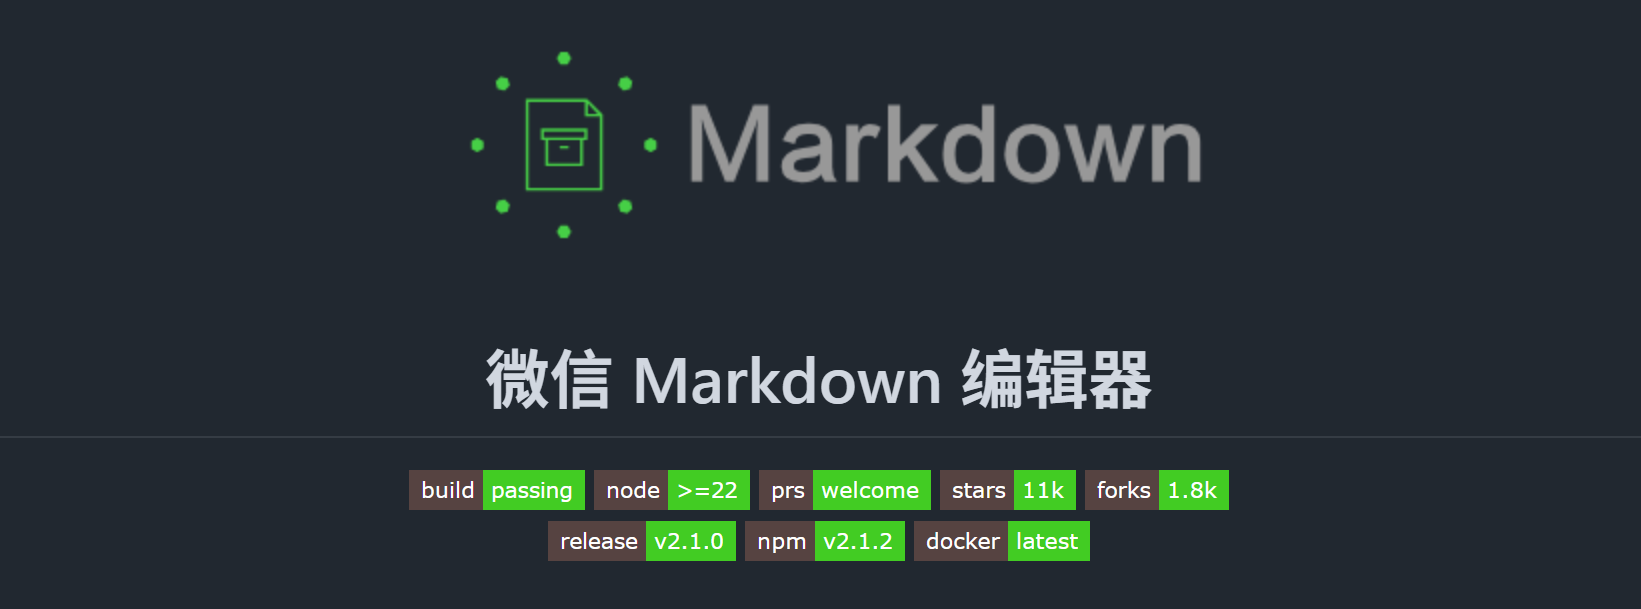 Markdown
微信 Markdown 编辑器
build passing node >=22 prs welcome stars 11k forks 1.8k
release v2.1.0 npm v2.1.2 docker latest